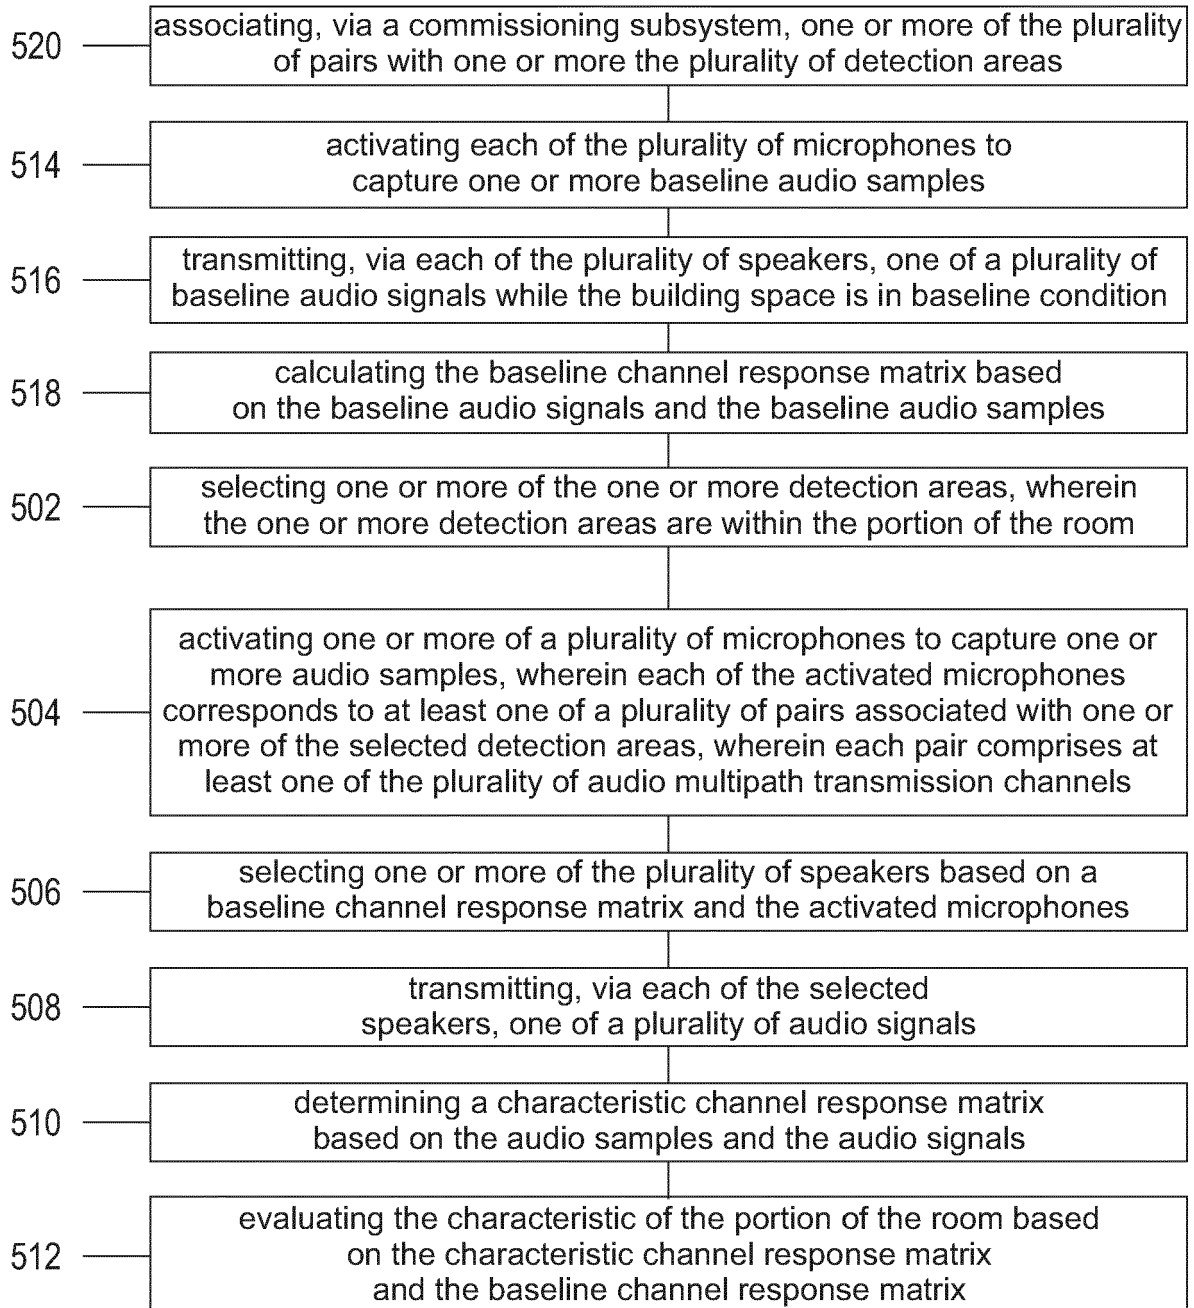 520
associating, via a commissioning subsystem, one or more of the plurality
of pairs with one or more the plurality of detection areas
514
activating each of the plurality of microphones to
capture one or more baseline audio samples
516
transmitting, via each of the plurality of speakers, one of a plurality of
baseline audio signals while the building space is in baseline condition
518
calculating the baseline channel response matrix based
on the baseline audio signals and the baseline audio samples
502
selecting one or more of the one or more detection areas, wherein
the one or more detection areas are within the portion of the room
504
activating one or more of a plurality of microphones to capture one or
more audio samples, wherein each of the activated microphones
corresponds to at least one of a plurality of pairs associated with one or
more of the selected detection areas, wherein each pair comprises at
least one of the plurality of audio multipath transmission channels
506
selecting one or more of the plurality of speakers based on a
baseline channel response matrix and the activated microphones
508
transmitting, via each of the selected
speakers, one of a plurality of audio signals
510
determining a characteristic channel response matrix
based on the audio samples and the audio signals
512
evaluating the characteristic of the portion of the room based
on the characteristic channel response matrix
and the baseline channel response matrix